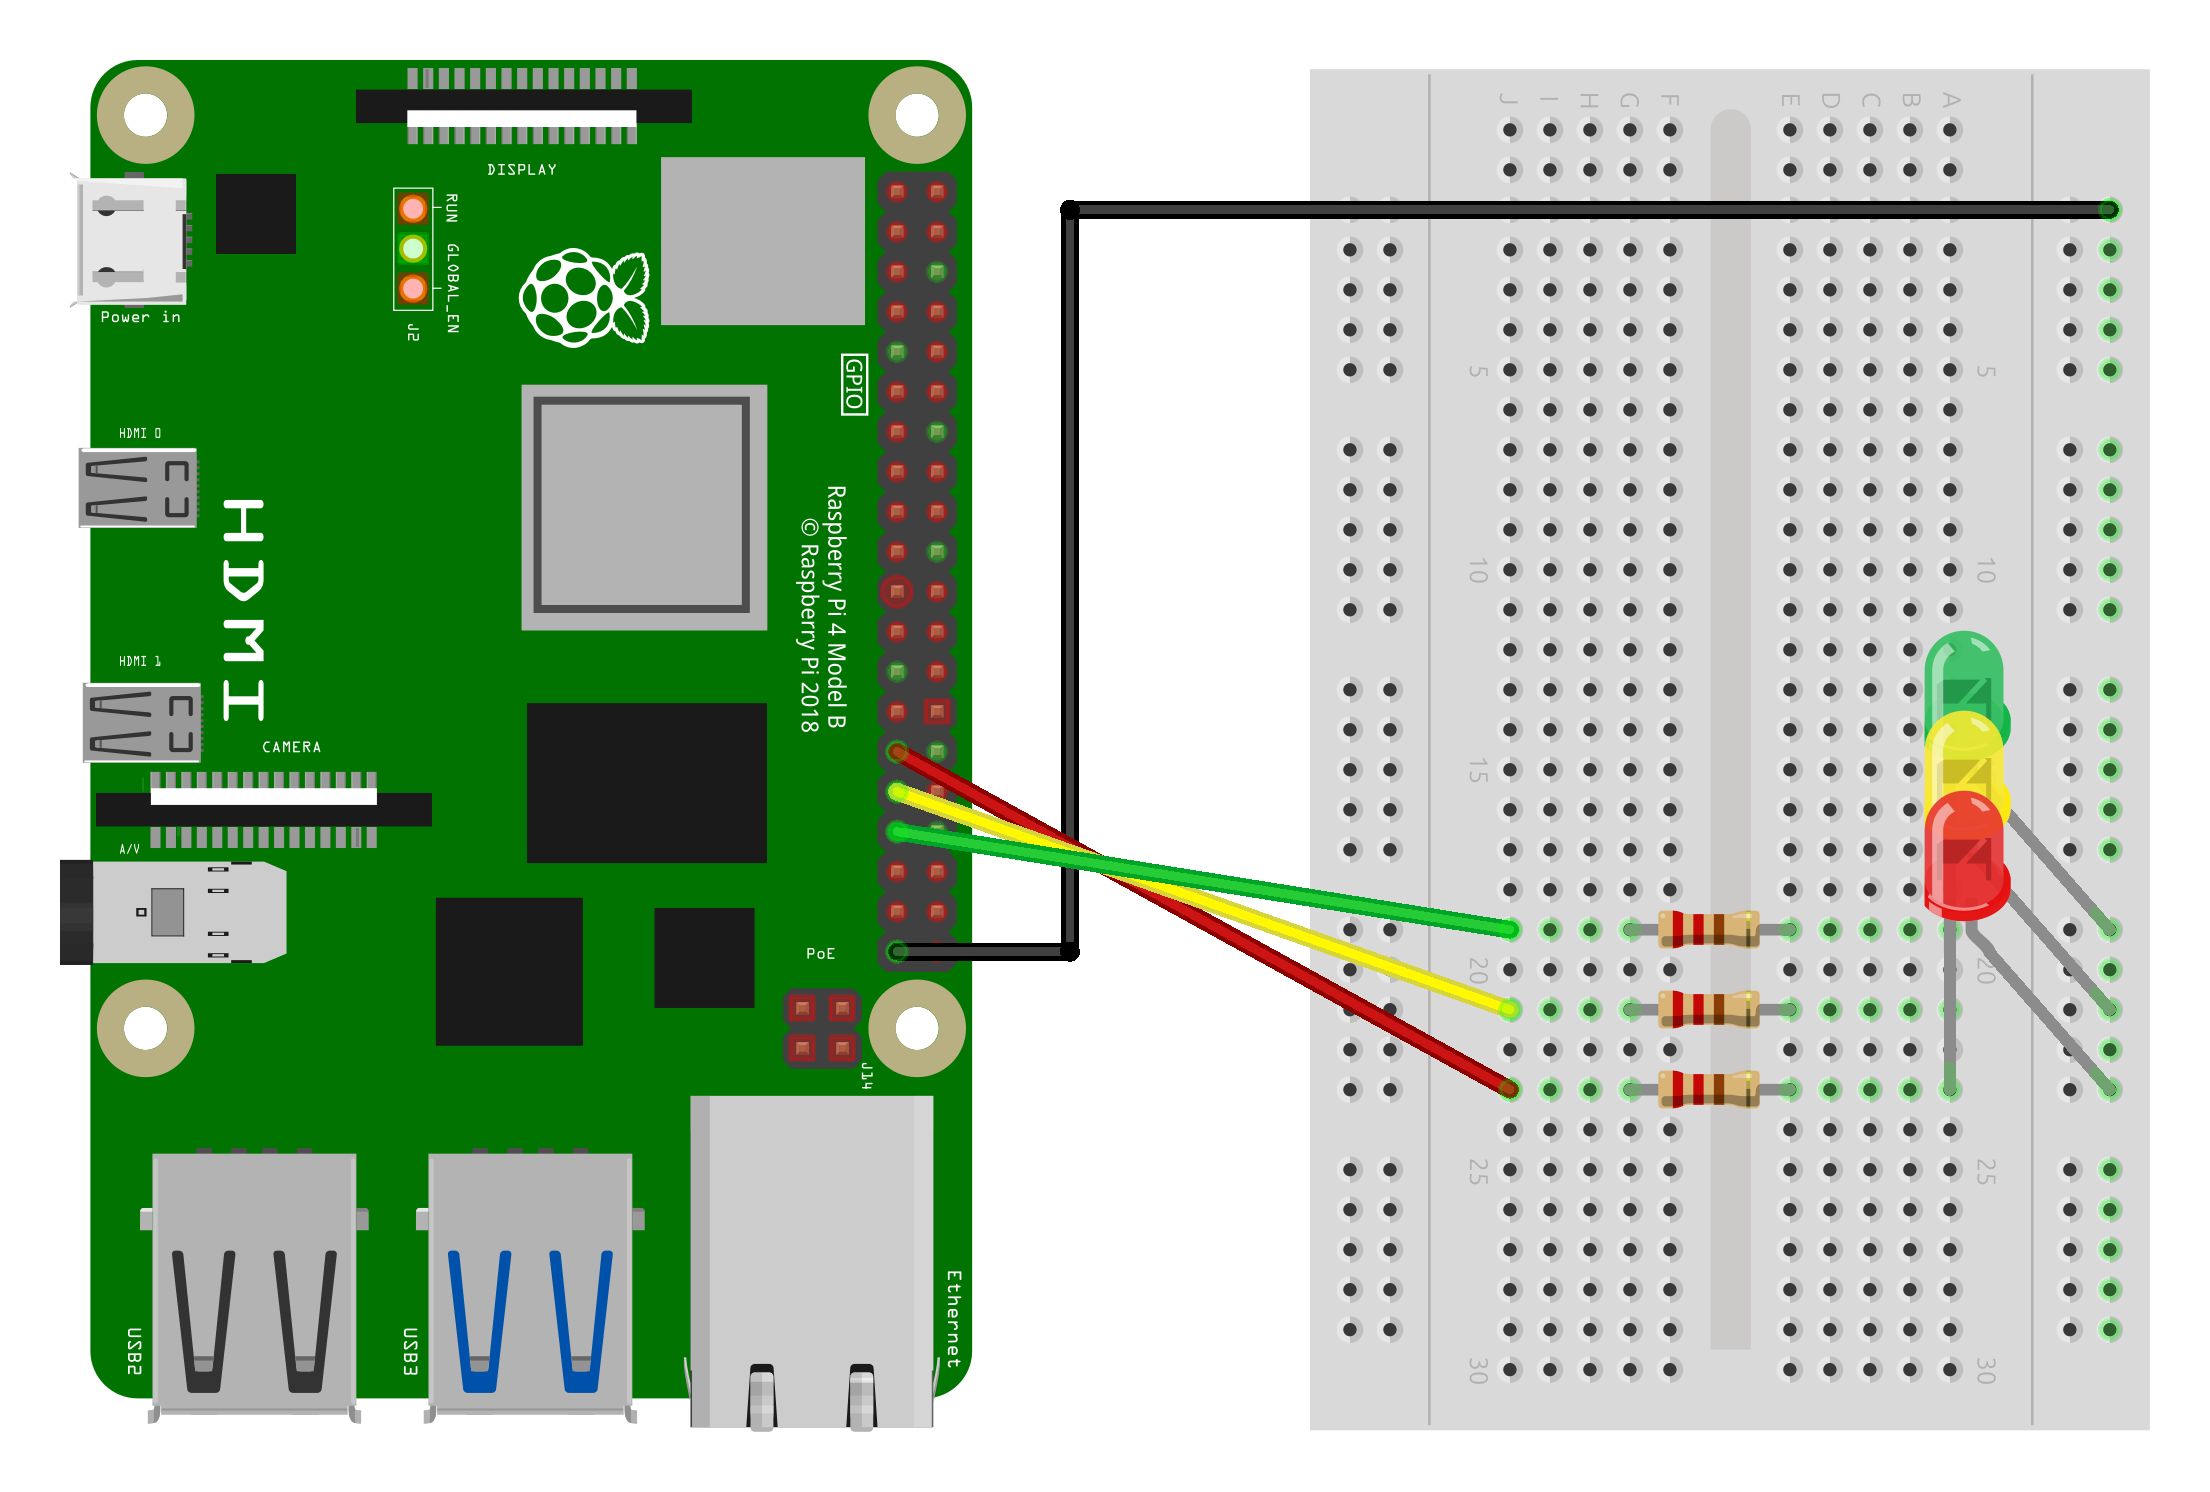 DISPLAY
RUN
GLOBAL_EN
J2
Power in
GPIO
HDMI 0
HDMI
Raspberry Pi 4 Model B
© Raspberry Pi 2018
HDMI 1
CAMERA
A/V
PoE
J14
USB2
USB3
Ethernet
J I H G F E D C B A
5 5
10 10
15
20 20
25 25
30 30